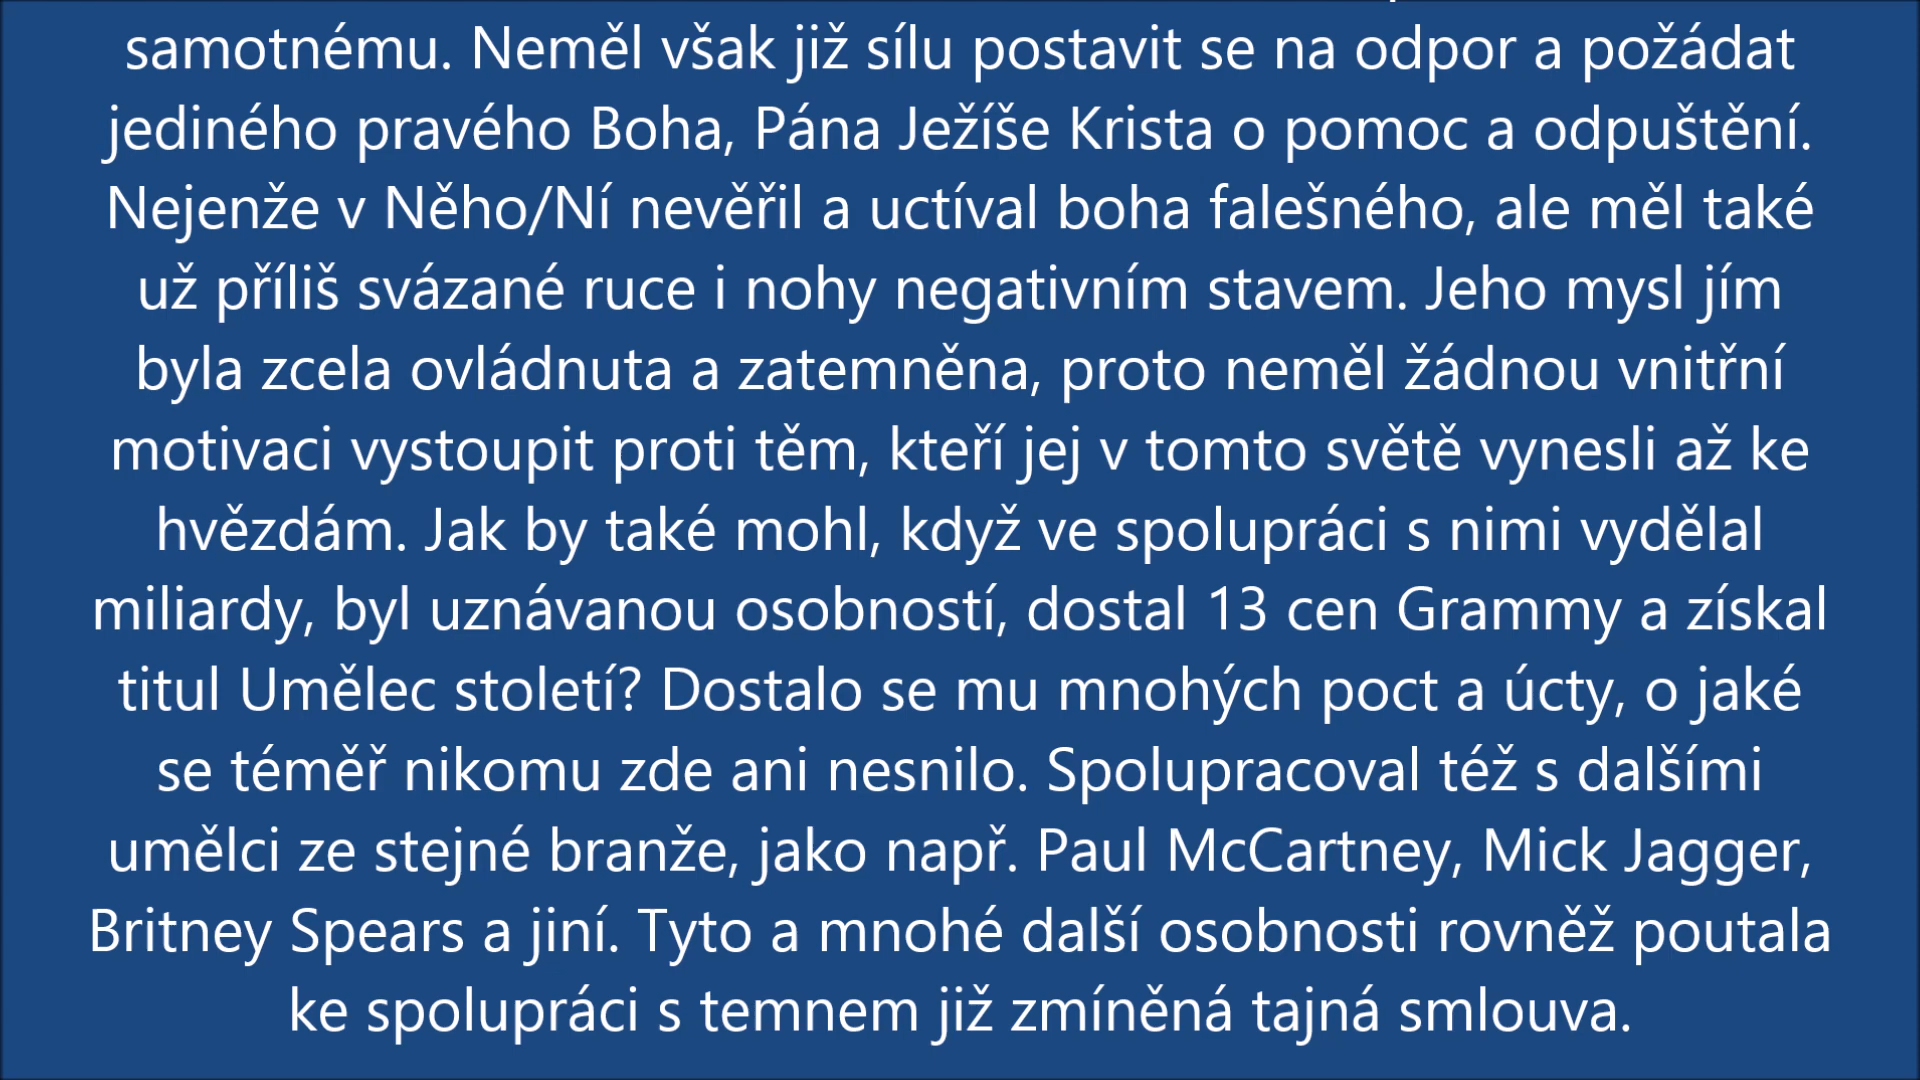 samotnému. Neměl však již sílu postavit se na odpor a požádat
jediného pravého Boha, Pána Ježíše Krista o pomoc a odpuštění.
Nejenže v Něho/Ní nevěřil a uctíval boha falešného, ale měl také
už příliš svázané ruce i nohy negativním stavem. Jeho mysl jím
byla zcela ovládnuta a zatemněna, proto neměl žádnou vnitřní
motivaci vystoupit proti těm, kteří jej v tomto světě vynesli až ke
hvězdám. Jak by také mohl, když ve spolupráci s nimi vydělal
miliardy, byl uznávanou osobností, dostal 13 cen Grammy a získal
titul Umělec století? Dostalo se mu mnohých poct a úcty, o jaké
se téměř nikomu zde ani nesnilo. Spolupracoval též s dalšími
umělci ze stejné branže, jako např. Paul McCartney, Mick Jagger,
Britney Spears a jiní. Tyto a mnohé další osobnosti rovněž poutala
ke spolupráci s temnem již zmíněná tajná smlouva.